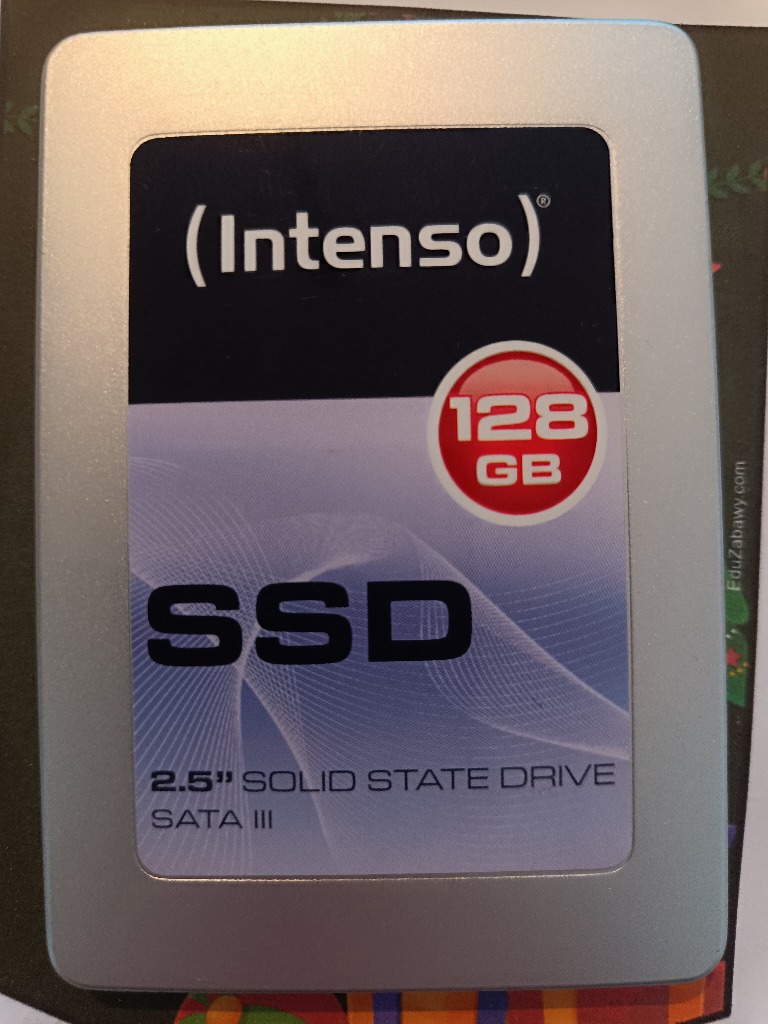 (Intenso)®
128
GB
SSD
2.5” SOLID STATE DRIVE
SATA III
EduZabawy.com